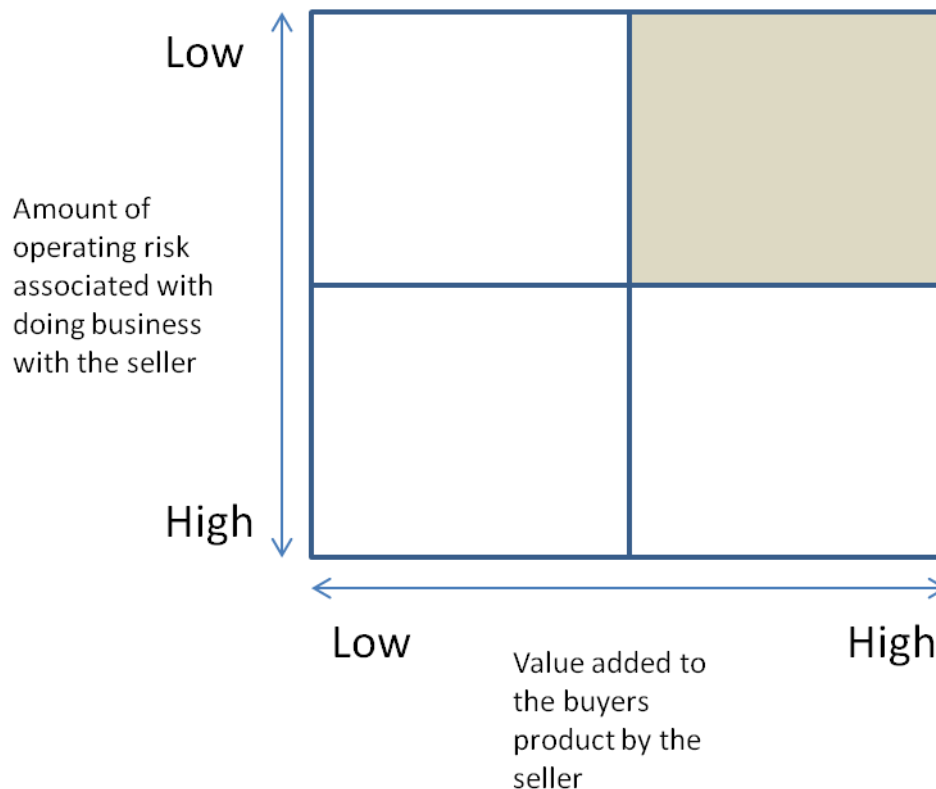 Low
Amount of
operating risk
associated with
doing business
with the seller
High
Low
High
Value added to
the buyers
product by the
seller